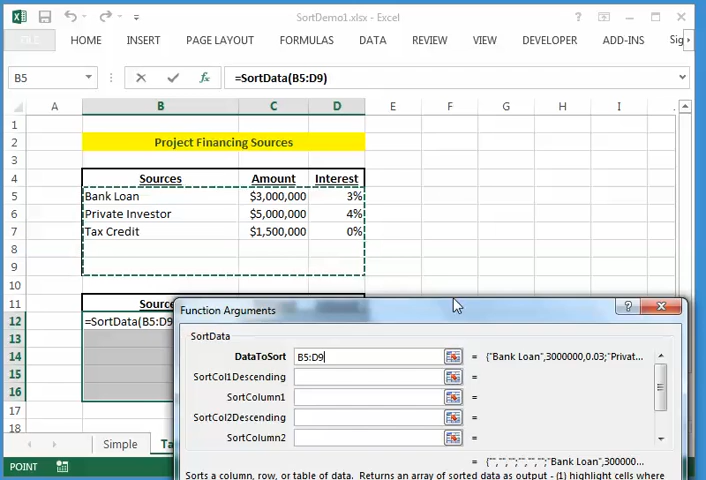 SortDemo1.xlsx - Excel
FILE HOME INSERT PAGE LAYOUT FORMULAS DATA REVIEW VIEW DEVELOPER ADD-INS Sig
B5 =SortData(B5:D9)
A B C D E F G H I
1
2 Project Financing Sources
3
4 Sources Amount Interest
5 Bank Loan $3,000,000 3%
6 Private Investor $5,000,000 4%
7 Tax Credit $1,500,000 0%
8
9
10
11 Source
12 =SortData(B5:D9
13
14
15
16
17
18
Function Arguments
SortData
DataToSort B5:D9 = {"Bank Loan",3000000,0.03;"Privat...
SortCol1Descending =
SortColumn1 =
SortCol2Descending =
SortColumn2 =
= {"","","";"","","";"Bank Loan",300000...
Sorts a column, row, or table of data. Returns an array of sorted data as output - (1) highlight cells where
Simple Ta
POINT